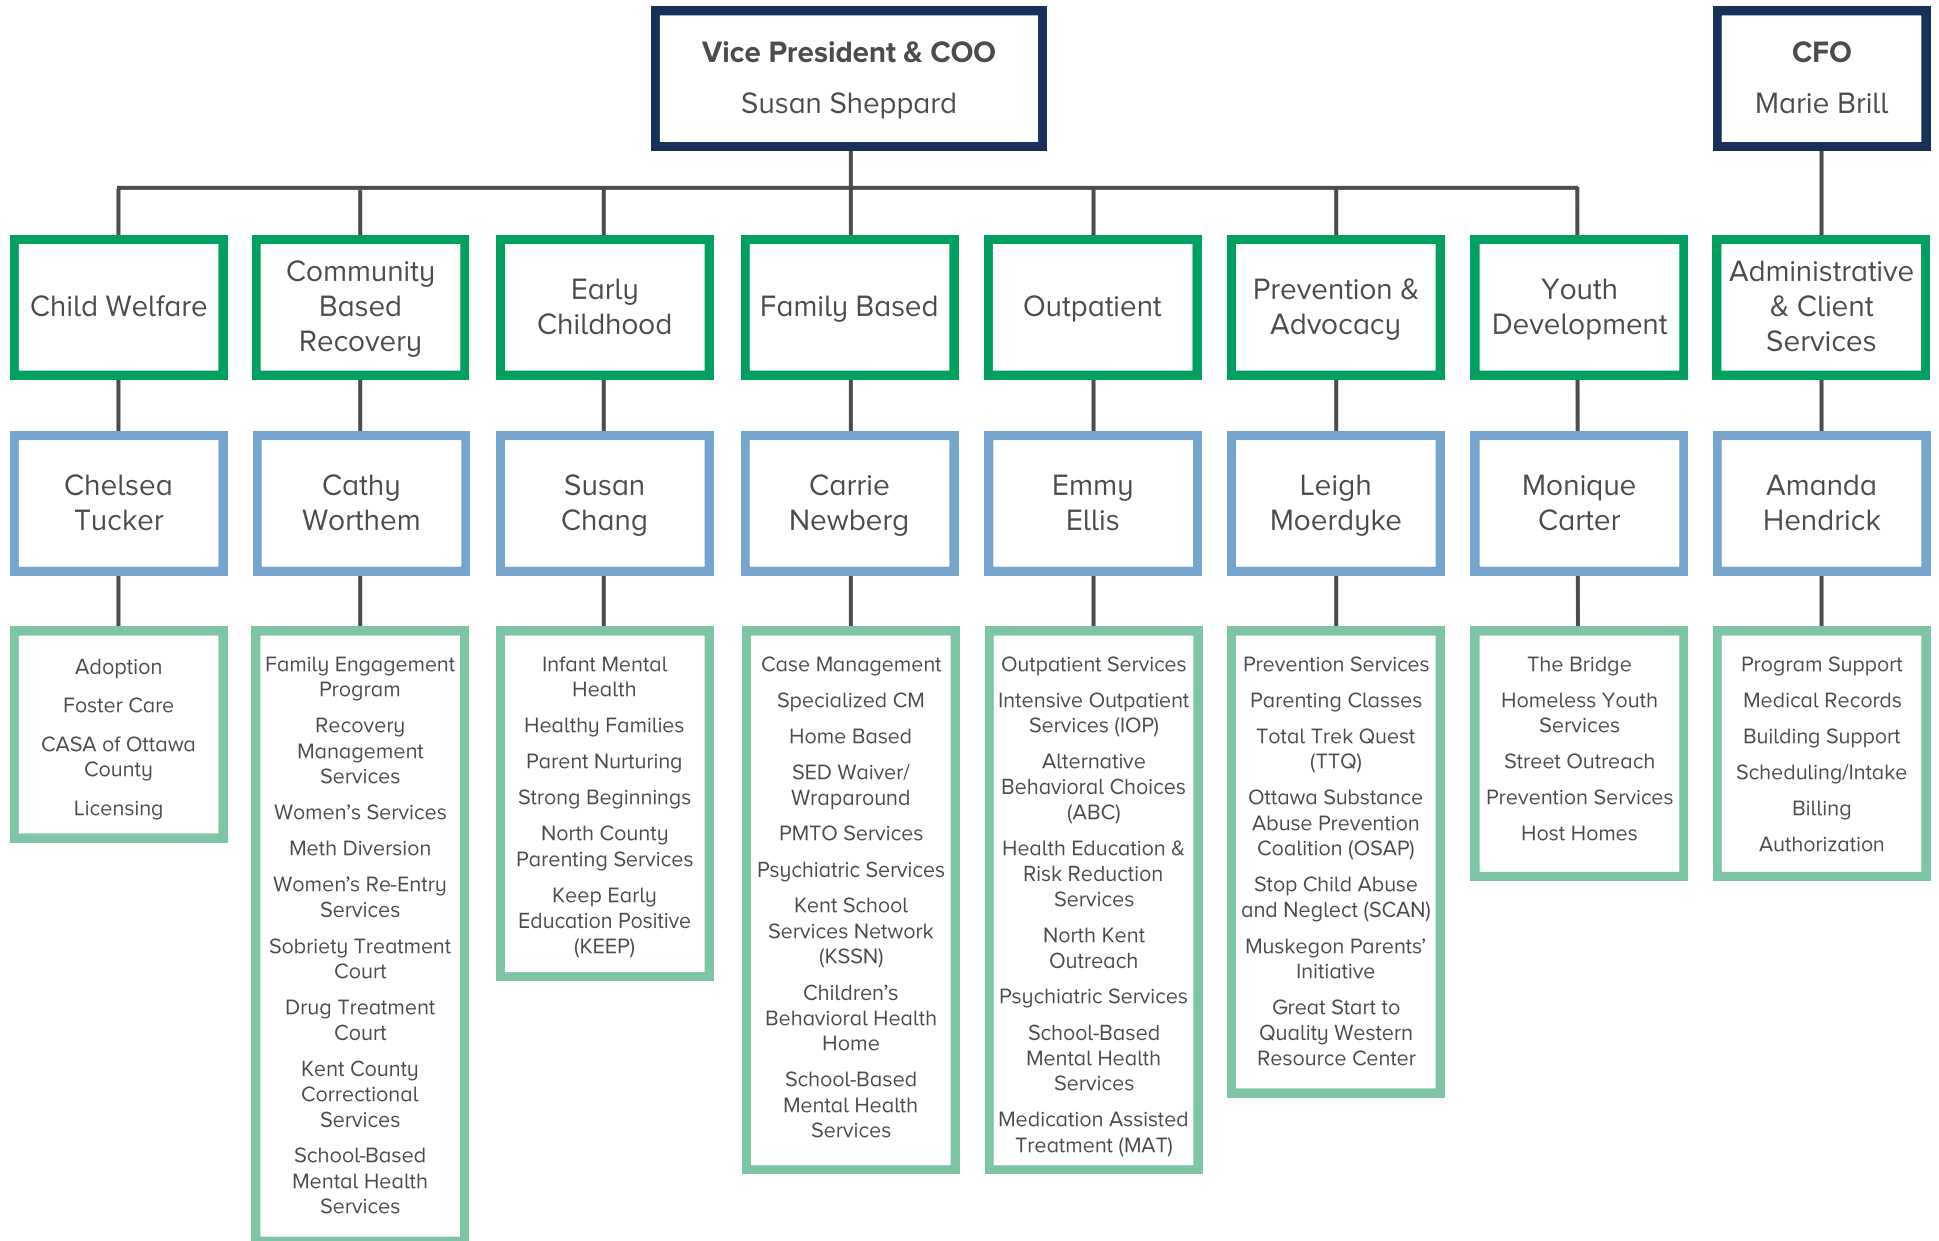 Vice President & COO
Susan Sheppard
CFO
Marie Brill
Child Welfare
Community
Based
Recovery
Early
Childhood
Family Based
Outpatient
Prevention &
Advocacy
Youth
Development
Administrative
& Client
Services
Chelsea
Tucker
Cathy
Worthem
Susan
Chang
Carrie
Newberg
Emmy
Ellis
Leigh
Moerdyke
Monique
Carter
Amanda
Hendrick
Adoption
Foster Care
CASA of Ottawa
County
Licensing
Family Engagement
Program
Recovery
Management
Services
Women’s Services
Meth Diversion
Women’s Re-Entry
Services
Sobriety Treatment
Court
Drug Treatment
Court
Kent County
Correctional
Services
School-Based
Mental Health
Services
Infant Mental
Health
Healthy Families
Parent Nurturing
Strong Beginnings
North County
Parenting Services
Keep Early
Education Positive
(KEEP)
Case Management
Specialized CM
Home Based
SED Waiver/
Wraparound
PMTO Services
Psychiatric Services
Kent School
Services Network
(KSSN)
Children’s
Behavioral Health
Home
School-Based
Mental Health
Services
Outpatient Services
Intensive Outpatient
Services (IOP)
Alternative
Behavioral Choices
(ABC)
Health Education &
Risk Reduction
Services
North Kent
Outreach
Psychiatric Services
School-Based
Mental Health
Services
Medication Assisted
Treatment (MAT)
Prevention Services
Parenting Classes
Total Trek Quest
(TTQ)
Ottawa Substance
Abuse Prevention
Coalition (OSAP)
Stop Child Abuse
and Neglect (SCAN)
Muskegon Parents’
Initiative
Great Start to
Quality Western
Resource Center
The Bridge
Homeless Youth
Services
Street Outreach
Prevention Services
Host Homes
Program Support
Medical Records
Building Support
Scheduling/Intake
Billing
Authorization